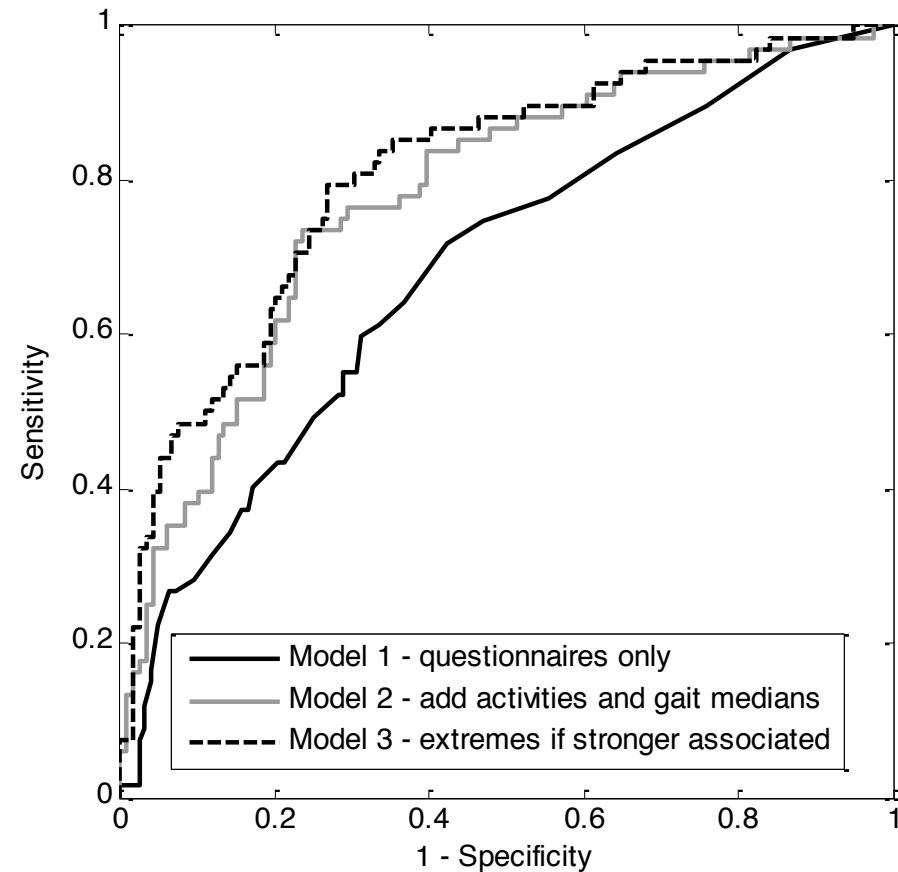 1
0.8
0.6
0.4
0.2
0
Sensitivity
Model 1 - questionnaires only
Model 2 - add activities and gait medians
Model 3 - extremes if stronger associated
0 0.2 0.4 0.6 0.8 1
1 - Specificity